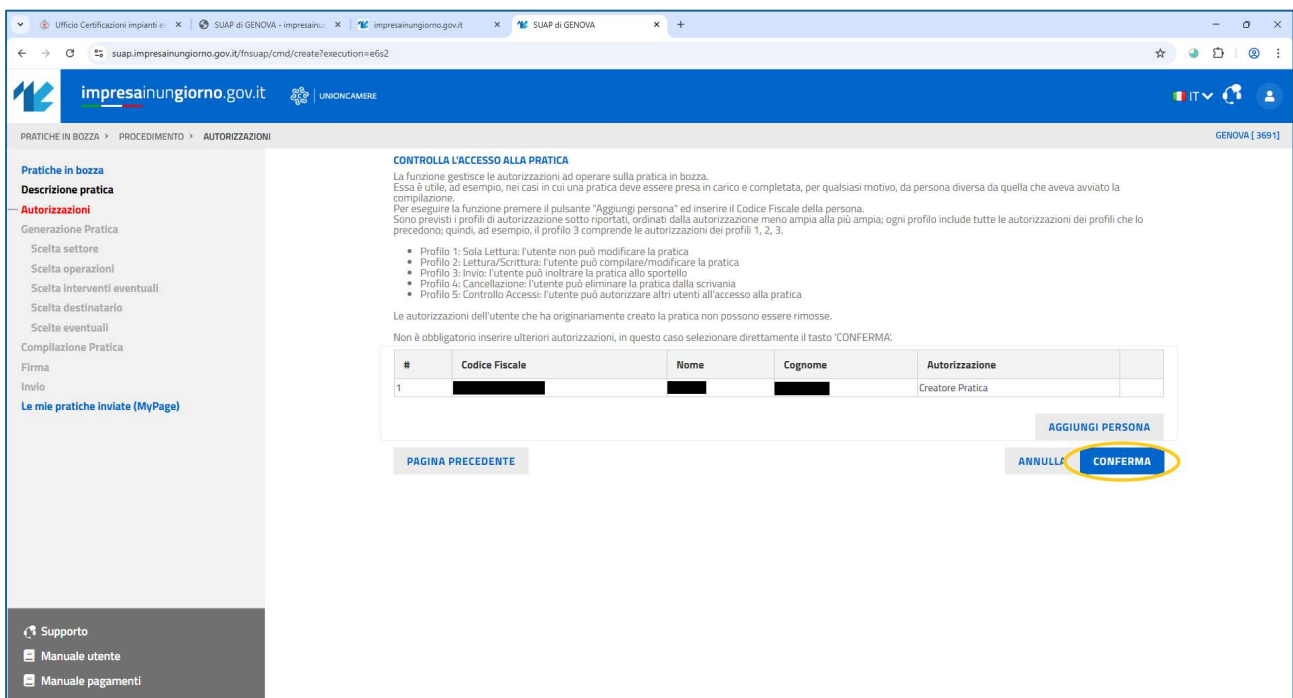 Ufficio Certificazioni impianti e
SUAP di GENOVA - impresainu
impresainungiorno.gov.it
SUAP di GENOVA
suap.impresainungiorno.gov.it/fnsuap/cmd/create?execution=e6s2
impresainungiorno.gov.it
UNIONCAMERE
IT
PRATICHE IN BOZZA > PROCEDIMENTO > AUTORIZZAZIONI
GENOVA [ 3691]
Pratiche in bozza
Descrizione pratica
Autorizzazioni
Generazione Pratica
Scelta settore
Scelta operazioni
Scelta interventi eventuali
Scelta destinatario
Scelte eventuali
Compilazione Pratica
Firma
Invio
Le mie pratiche inviate (MyPage)
CONTROLLA L'ACCESSO ALLA PRATICA
La funzione gestisce le autorizzazioni ad operare sulla pratica in bozza.
Essa è utile, ad esempio, nei casi in cui una pratica deve essere presa in carico e completata, per qualsiasi motivo, da persona diversa da quella che aveva avviato la
compilazione.
Per eseguire la funzione premere il pulsante "Aggiungi persona" ed inserire il Codice Fiscale della persona.
Sono previsti i profili di autorizzazione sotto riportati, ordinati dalla autorizzazione meno ampia alla più ampia; ogni profilo include tutte le autorizzazioni dei profili che lo
precedono; quindi, ad esempio, il profilo 3 comprende le autorizzazioni dei profili 1, 2, 3.
• Profilo 1: Sola Lettura: l'utente non può modificare la pratica
• Profilo 2: Lettura/Scrittura: l'utente può compilare/modificare la pratica
• Profilo 3: Invio: l'utente può inoltrare la pratica allo sportello
• Profilo 4: Cancellazione: l'utente può eliminare la pratica dalla scrivania
• Profilo 5: Controllo Accessi: l'utente può autorizzare altri utenti all'accesso alla pratica
Le autorizzazioni dell'utente che ha originariamente creato la pratica non possono essere rimosse.
Non è obbligatorio inserire ulteriori autorizzazioni, in questo caso selezionare direttamente il tasto 'CONFERMA'.
# Codice Fiscale Nome Cognome Autorizzazione
1 Creatore Pratica
AGGIUNGI PERSONA
PAGINA PRECEDENTE
ANNULLA
CONFERMA
Supporto
Manuale utente
Manuale pagamenti